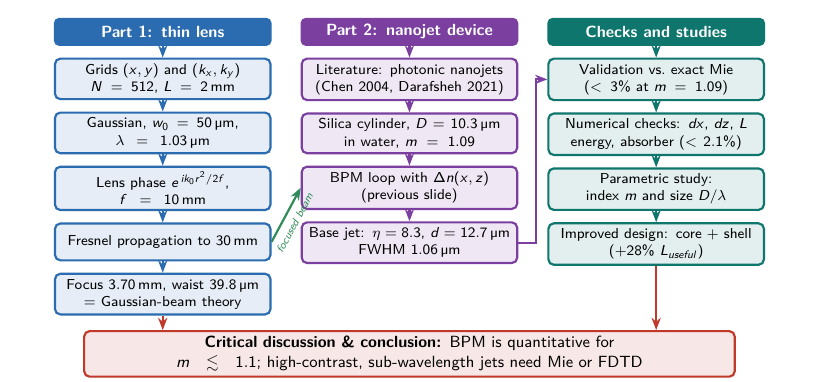 Part 1: thin lens
Grids (x, y) and (kx, ky)
N = 512, L = 2 mm
Gaussian, w0 = 50 µm,
λ = 1.03 µm
Lens phase e^{ik0r²/2f},
f = 10 mm
Fresnel propagation to 30 mm
Focus 3.70 mm, waist 39.8 µm
= Gaussian-beam theory
focused beam
Part 2: nanojet device
Literature: photonic nanojets
(Chen 2004, Darafsheh 2021)
Silica cylinder, D = 10.3 µm
in water, m = 1.09
BPM loop with Δn(x, z)
(previous slide)
Base jet: η = 8.3, d = 12.7 µm
FWHM 1.06 µm
Checks and studies
Validation vs. exact Mie
(< 3% at m = 1.09)
Numerical checks: dx, dz, L
energy, absorber (< 2.1%)
Parametric study:
index m and size D/λ
Improved design: core + shell
(+28% Luseful)
Critical discussion & conclusion: BPM is quantitative for
m ≲ 1.1; high-contrast, sub-wavelength jets need Mie or FDTD